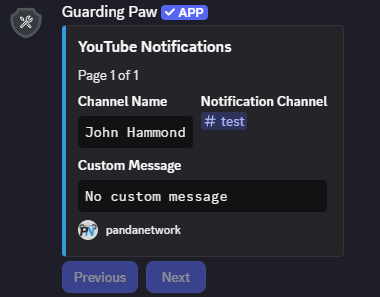 Guarding Paw ✓ APP
YouTube Notifications
Page 1 of 1
Channel Name Notification Channel
John Hammond # test
Custom Message
No custom message
pandanetwork
Previous Next